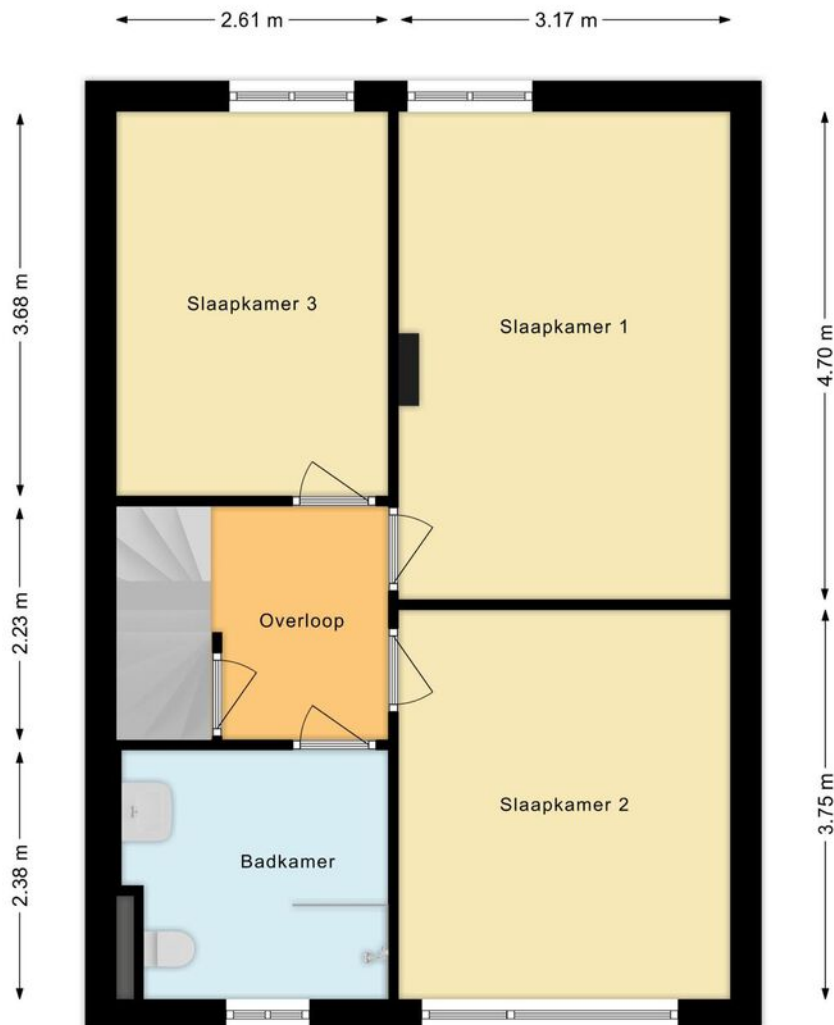 2.61 m
3.17 m
3.68 m
Slaapkamer 3
Slaapkamer 1
4.70 m
2.23 m
Overloop
Slaapkamer 2
3.75 m
2.38 m
Badkamer